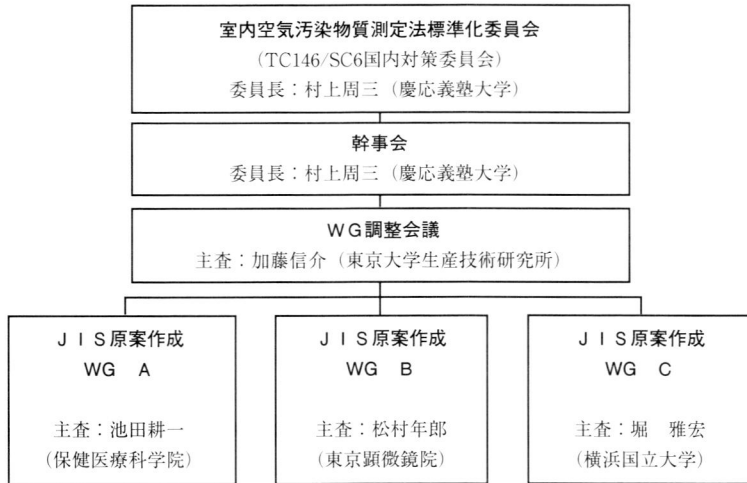 室内空気汚染物質測定法標準化委員会
(TC146/SC6国内対策委員会)
委員長：村上周三（慶応義塾大学）
幹事会
委員長：村上周三（慶応義塾大学）
ＷＧ調整会議
主査：加藤信介（東京大学生産技術研究所）
ＪＩＳ原案作成
WG　A
主査：池田耕一
(保健医療科学院)
ＪＩＳ原案作成
WG　B
主査：松村年郎
(東京顕微鏡院)
ＪＩＳ原案作成
WG　C
主査：堀　雅宏
(横浜国立大学)